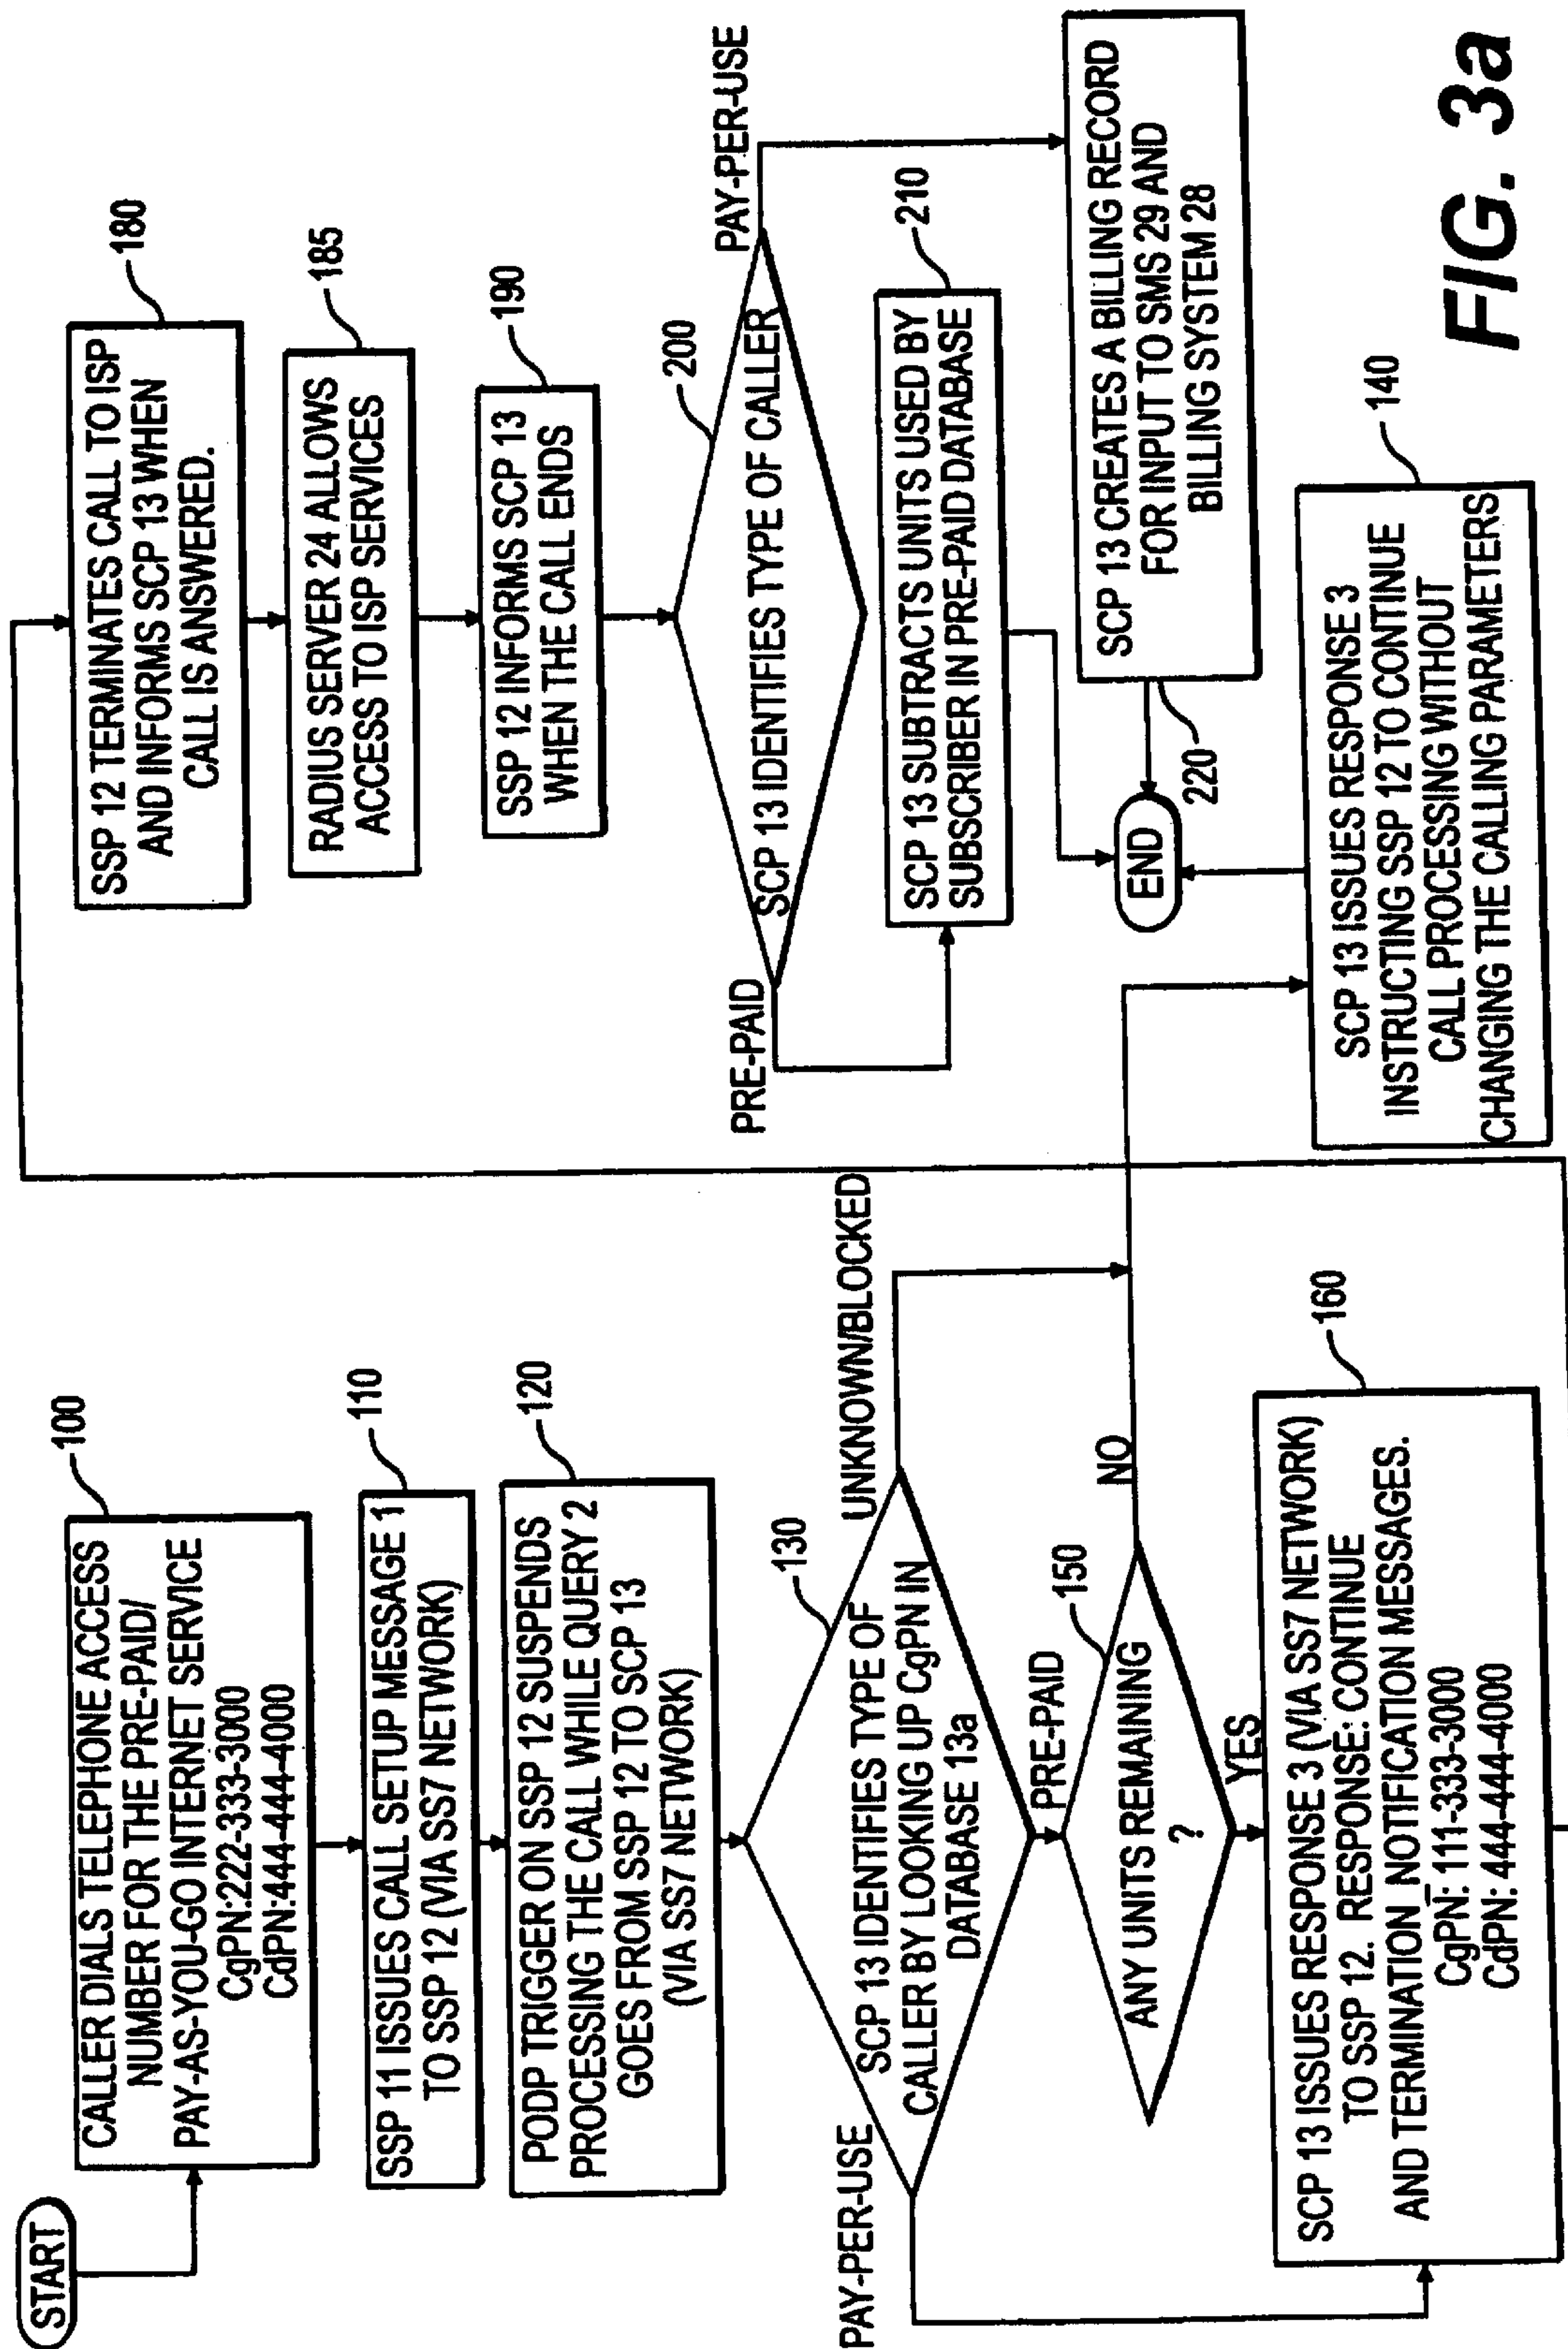 START
CALLER DIALS TELEPHONE ACCESS
NUMBER FOR THE PRE-PAID/
PAY-AS-YOU-GO INTERNET SERVICE
CgPN:222-333-3000
CdPN:444-444-4000
100
SSP 11 ISSUES CALL SETUP MESSAGE 1
TO SSP 12 (VIA SS7 NETWORK)
110
PODP TRIGGER ON SSP 12 SUSPENDS
PROCESSING THE CALL WHILE QUERY 2
GOES FROM SSP 12 TO SCP 13
(VIA SS7 NETWORK)
120
SCP 13 IDENTIFIES TYPE OF
CALLER BY LOOKING UP CgPN IN
DATABASE 13a
130
PAY-PER-USE
UNKNOWN/BLOCKED
PRE-PAID
ANY UNITS REMAINING
?
150
NO
YES
SCP 13 ISSUES RESPONSE 3 (VIA SS7 NETWORK)
TO SSP 12. RESPONSE: CONTINUE
AND TERMINATION NOTIFICATION MESSAGES.
CgPN: 111-333-3000
CdPN: 444-444-4000
160
SSP 12 TERMINATES CALL TO ISP
AND INFORMS SCP 13 WHEN
CALL IS ANSWERED.
180
RADIUS SERVER 24 ALLOWS
ACCESS TO ISP SERVICES
185
SSP 12 INFORMS SCP 13
WHEN THE CALL ENDS
190
SCP 13 IDENTIFIES TYPE OF CALLER
200
PRE-PAID
PAY-PER-USE
SCP 13 SUBTRACTS UNITS USED BY
SUBSCRIBER IN PRE-PAID DATABASE
210
SCP 13 CREATES A BILLING RECORD
FOR INPUT TO SMS 29 AND
BILLING SYSTEM 28
220
END
SCP 13 ISSUES RESPONSE 3
INSTRUCTING SSP 12 TO CONTINUE
CALL PROCESSING WITHOUT
CHANGING THE CALLING PARAMETERS
140
FIG. 3a